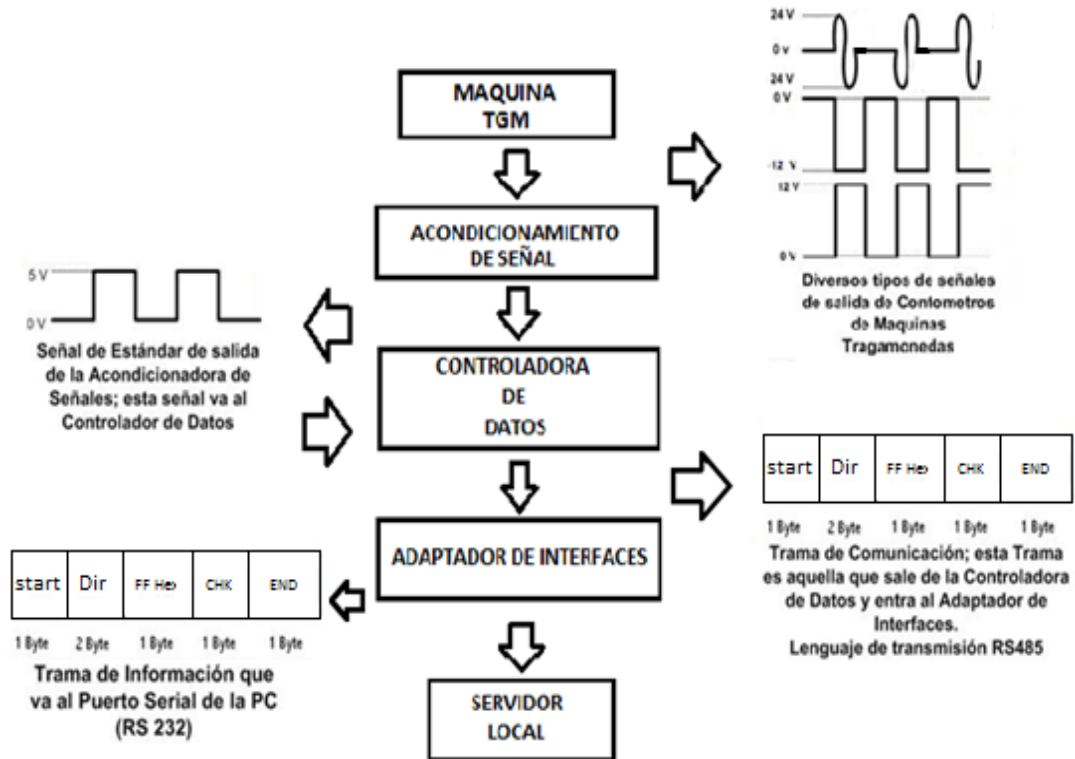 MAQUINA
TGM
24 V
0 V
24 V
0 V
-12 V
12 V
0 V
Diversos tipos de señales
de salida de Contometros
de Maquinas
Tragamonedas
ACONDICIONAMIENTO
DE SEÑAL
5 V
0 V
Señal de Estándar de salida
de la Acondicionadora de
Señales; esta señal va al
Controlador de Datos
CONTROLADORA
DE
DATOS
start Dir FF Hex CHK END
1 Byte 2 Byte 1 Byte 1 Byte 1 Byte
Trama de Comunicación; esta Trama
es aquella que sale de la Controladora
de Datos y entra al Adaptador de
Interfaces.
Lenguaje de transmisión RS485
ADAPTADOR DE INTERFACES
start Dir FF Hex CHK END
1 Byte 2 Byte 1 Byte 1 Byte 1 Byte
Trama de Información que
va al Puerto Serial de la PC
(RS 232)
SERVIDOR
LOCAL